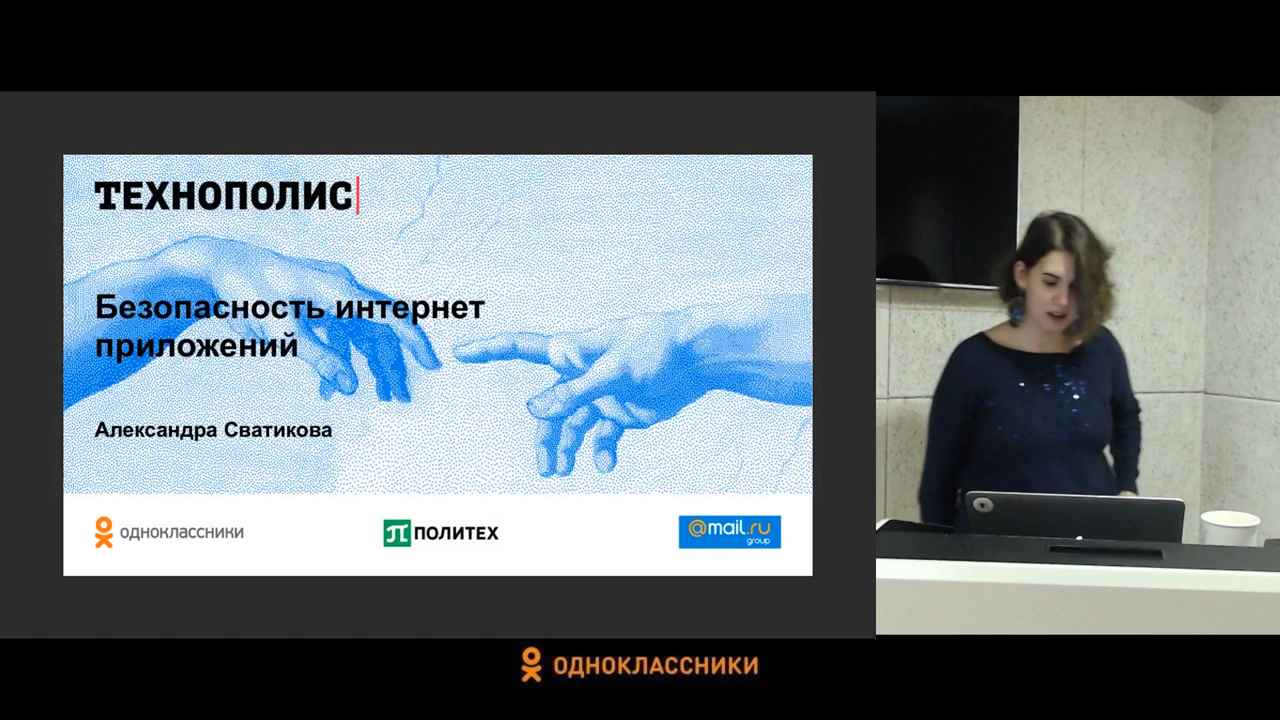 ТЕХНОПОЛИС
Безопасность интернет
приложений
Александра Сватикова
одноклассники
ПОЛИТЕХ
@mail.ru
group
ОДНОКЛАССНИКИ